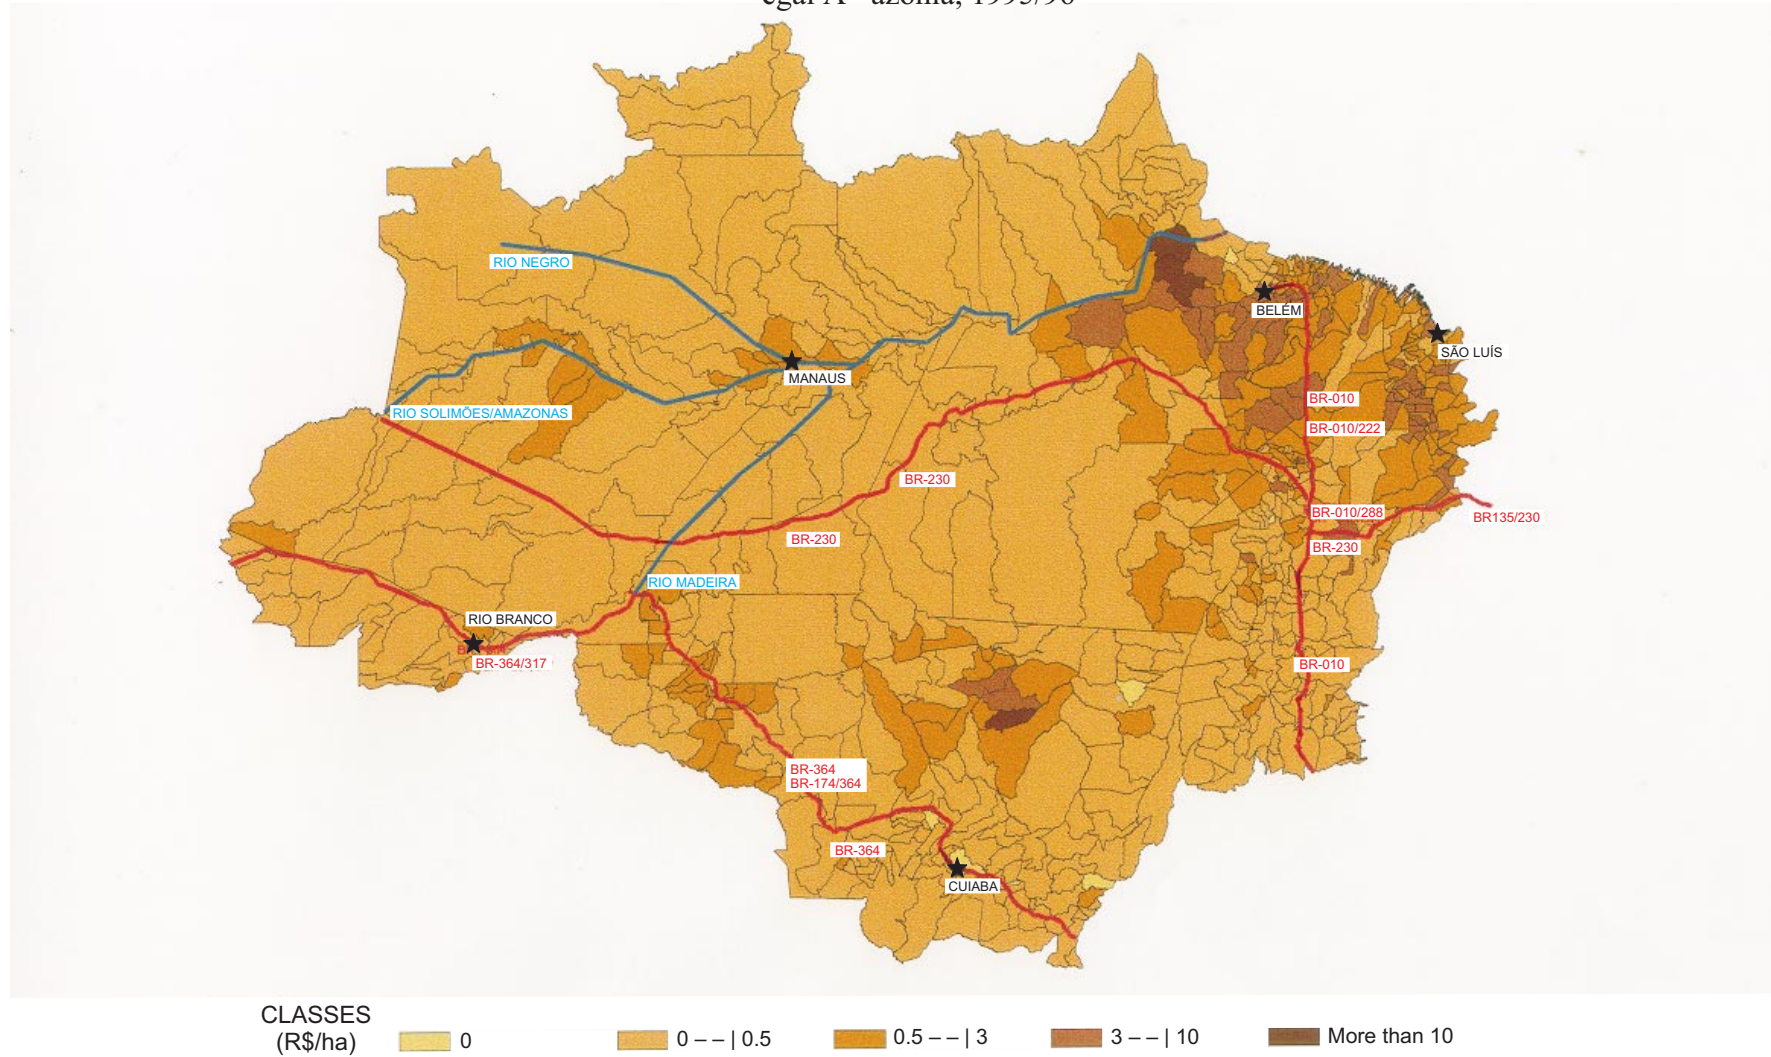 RIO NEGRO
BELÉM
SÃO LUÍS
MANAUS
RIO SOLIMÕES/AMAZONAS
BR-010
BR-010/222
BR-230
BR-010/288
BR135/230
BR-230
BR-230
RIO MADEIRA
RIO BRANCO
BR-364/317
BR-010
BR-364
BR-174/364
BR-364
CUIABA
CLASSES
(R$/ha)
0
0 – – | 0.5
0.5 – – | 3
3 – – | 10
More than 10